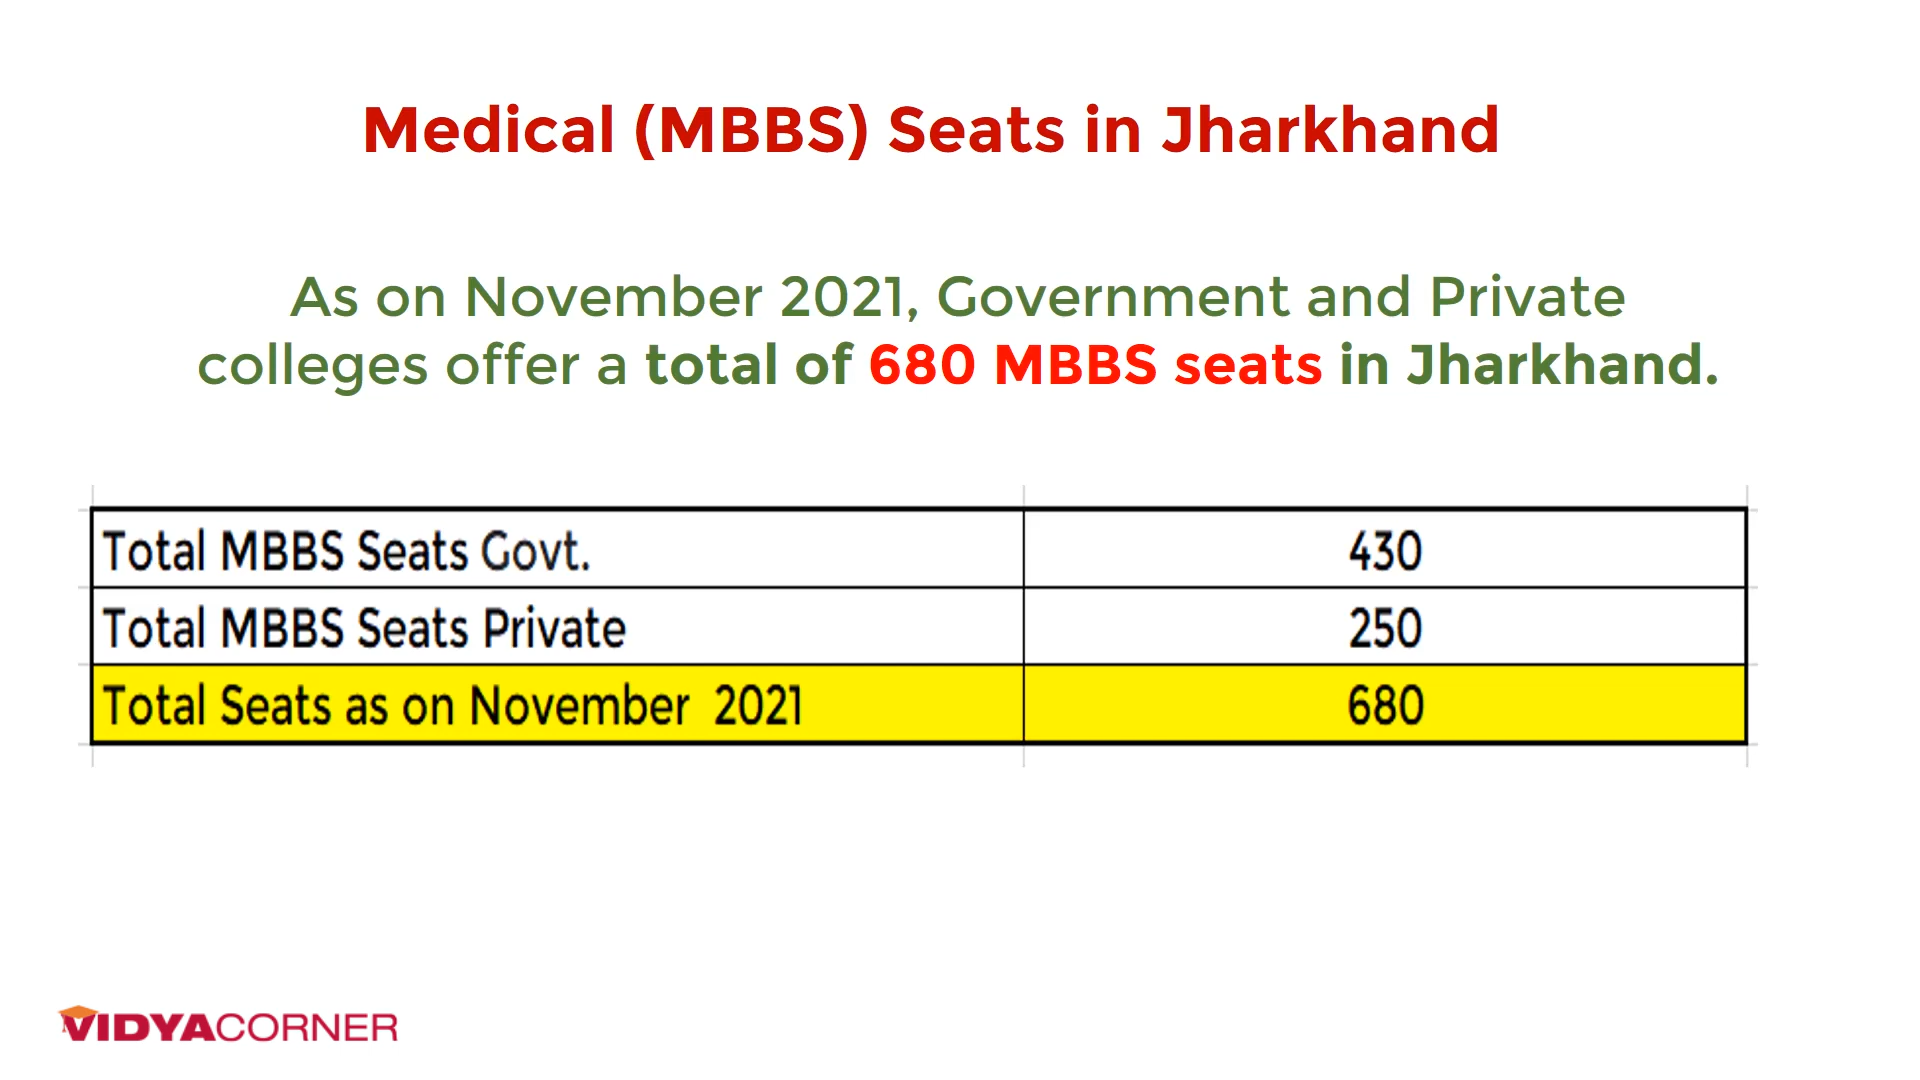 Medical (MBBS) Seats in Jharkhand
As on November 2021, Government and Private
colleges offer a total of 680 MBBS seats in Jharkhand.
Total MBBS Seats Govt. 430
Total MBBS Seats Private 250
Total Seats as on November 2021 680
VIDYACORNER